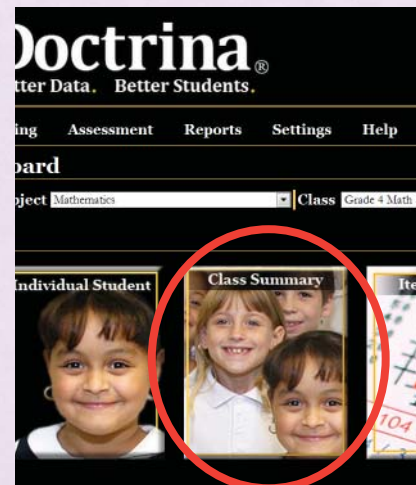 Doctrina®
tter Data. Better Students.
ing Assessment Reports Settings Help
oard
bject Mathematics Class Grade 4 Math
Individual Student Class Summary Ite
104